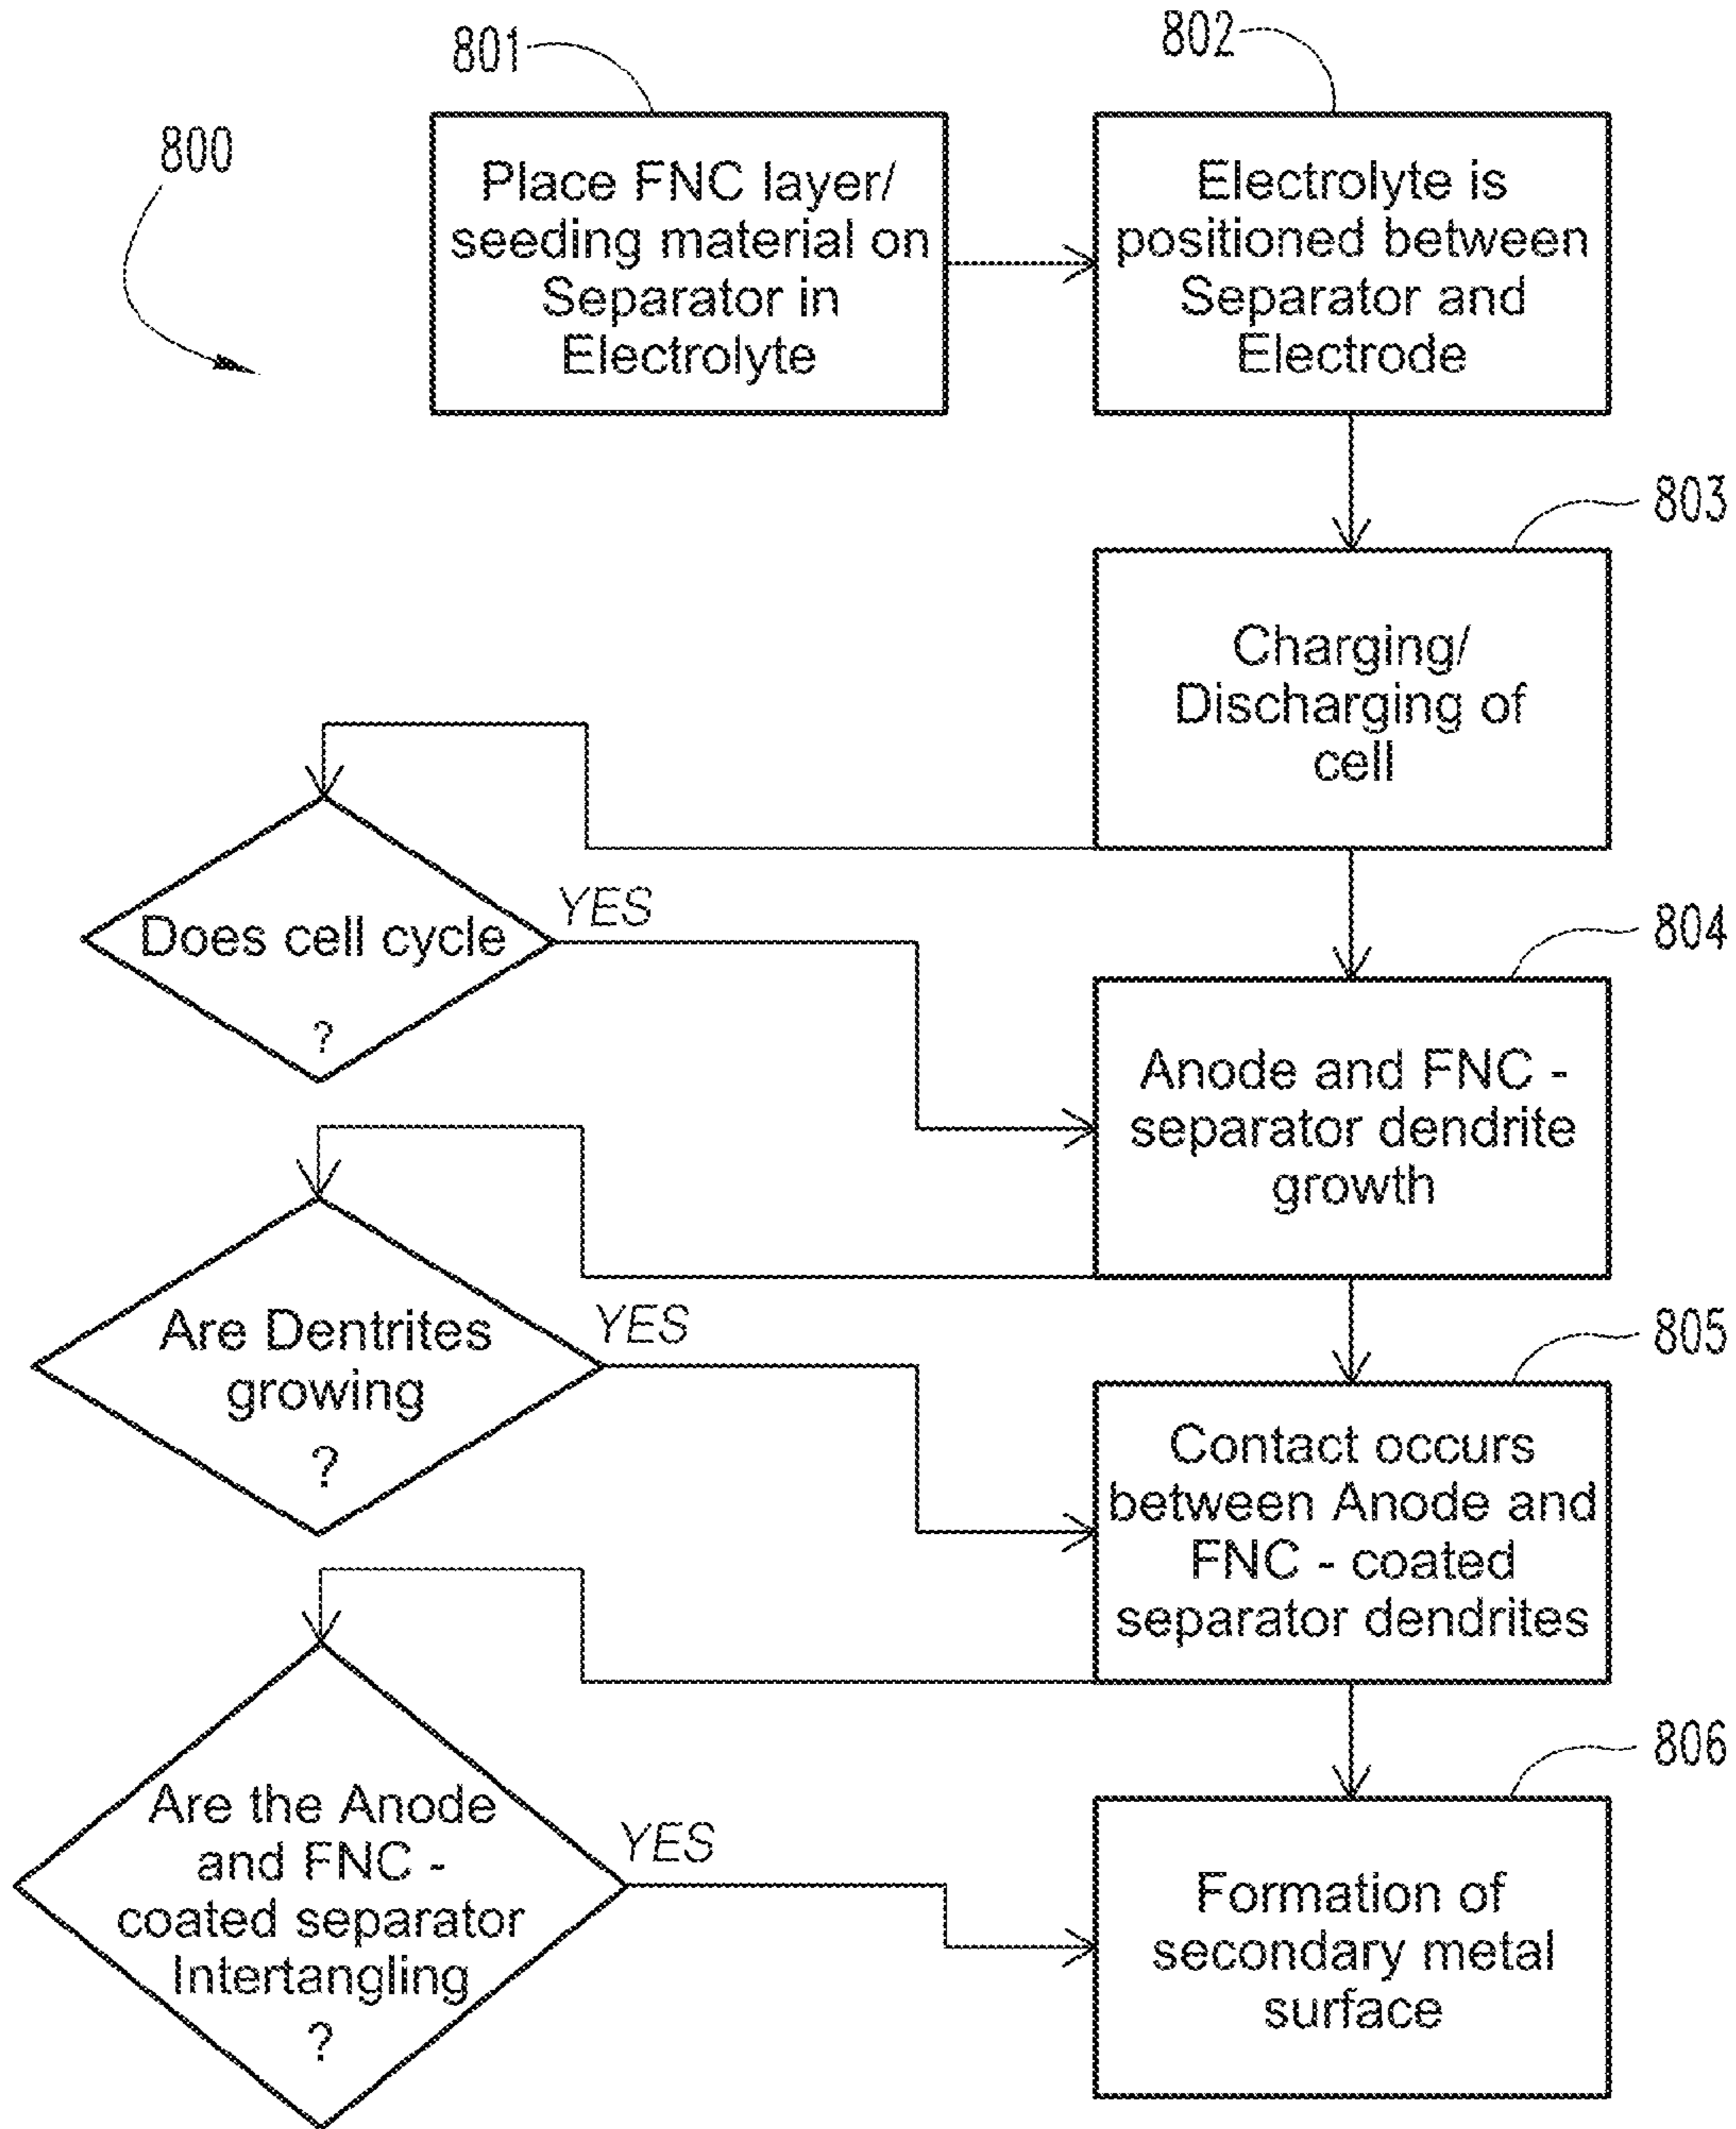 801
802
800
Place FNC layer/
seeding material on
Separator in
Electrolyte
Electrolyte is
positioned between
Separator and
Electrode
803
Charging/
Discharging of
cell
Does cell cycle
?
YES
804
Anode and FNC -
separator dendrite
growth
Are Dentrites
growing
?
YES
805
Contact occurs
between Anode and
FNC - coated
separator dendrites
Are the Anode
and FNC -
coated separator
Intertangling
?
YES
806
Formation of
secondary metal
surface